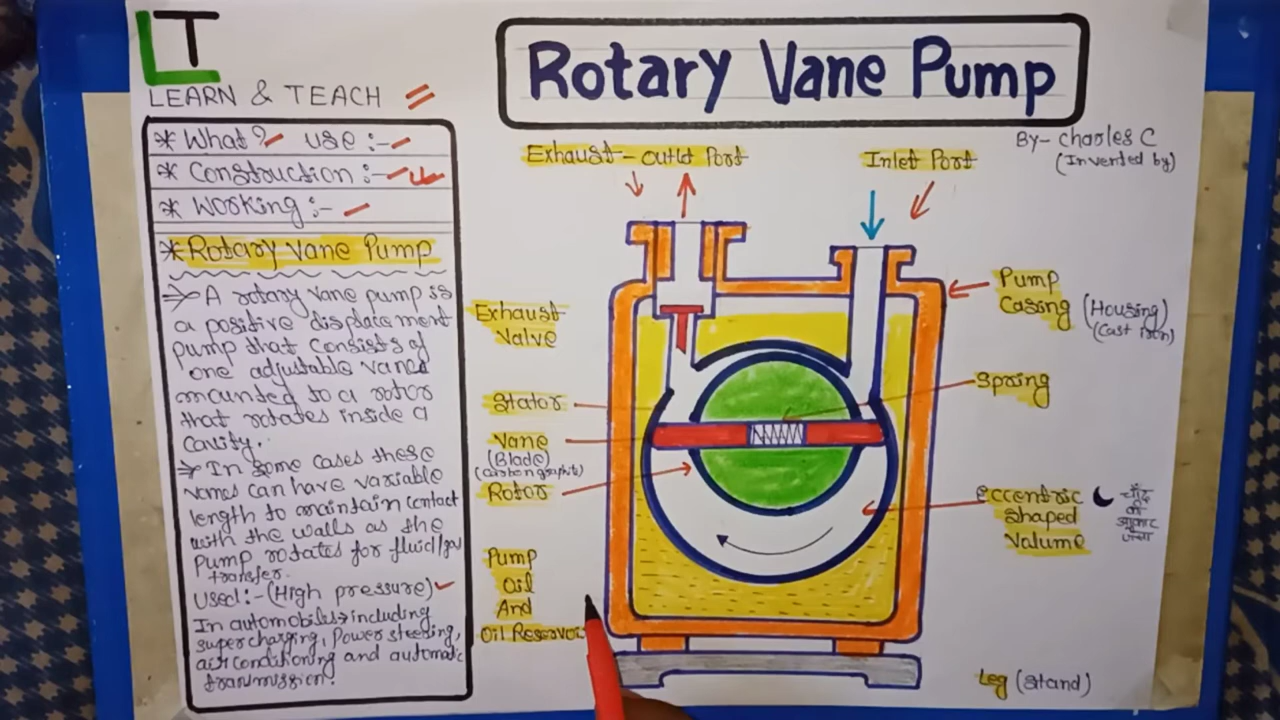 LT
LEARN & TEACH
Rotary Vane Pump
* What? use :-
* Construction :-
* Working :-
* Rotary Vane Pump
⇒ A rotary vane pump is
a positive displacement
pump that consists of
one adjustable vanes
mounted to a rotor
that rotates inside a
cavity.
⇒ In some cases these
vanes can have variable
length to maintain contact
with the walls as the
Pump rotates for fluid/gas
transfer.
Used:- (High pressure)
In automobiles→including
supercharging, Power steering,
air conditioning and automatic
transmission.
Exhaust - outlet Port
Inlet Port
By- Charles C
(Invented by)
Exhaust
Valve
Stator
Vane
(Blade)
(Carbon graphite)
Rotor
Pump
Oil
And
Oil Reservoi
Pump
Casing (Housing)
(Cast Iron)
Spring
Eccentric
Shaped
Volume
चाँद
की
आकार
जैसा
Leg (Stand)